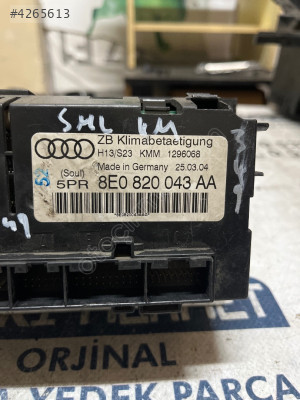 #4265613
SML KM
ZB Klimabetaetigung
H13/S23 KMM 1296068
Made in Germany 25.03.04
(Soul)
5PR 8E0 820 043 AA
49
ORJİNAL
YEDEK PARÇA